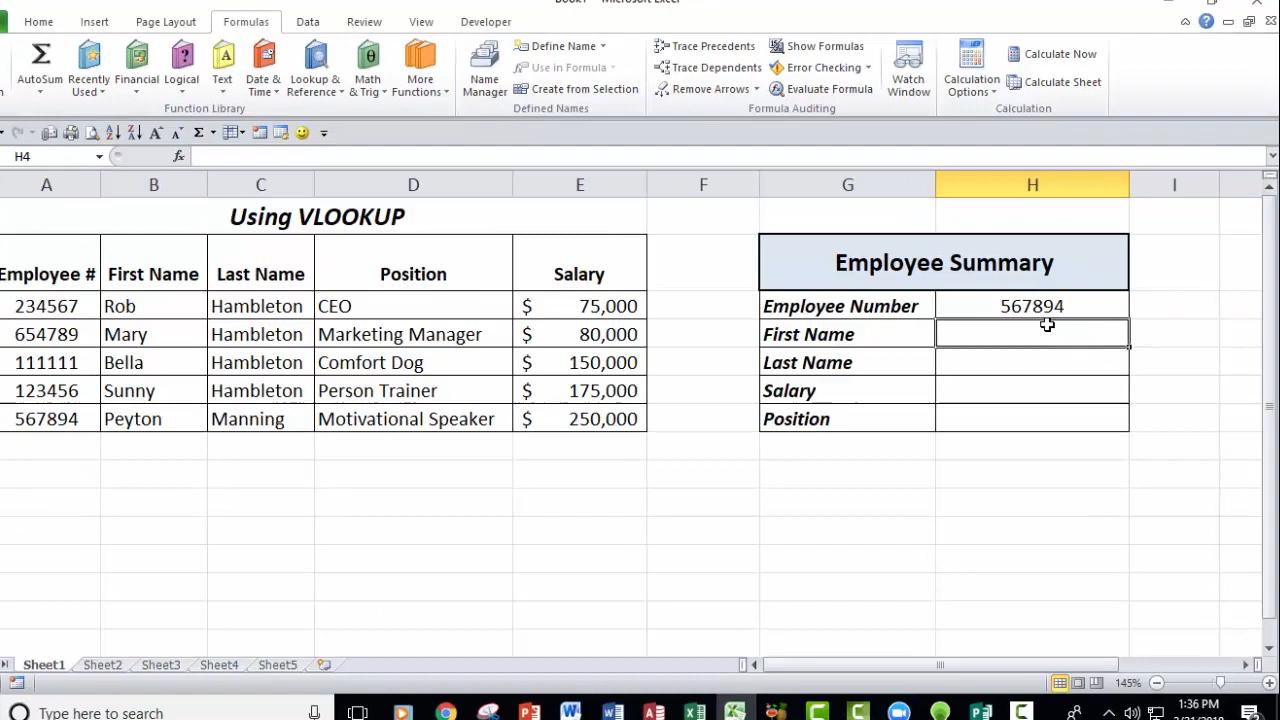 Home Insert Page Layout Formulas Data Review View Developer
AutoSum Recently Used Financial Logical Text Date & Time Lookup & Reference Math & Trig More Functions
Function Library
Name Manager
Define Name
Use in Formula
Create from Selection
Defined Names
Trace Precedents Show Formulas
Trace Dependents Error Checking
Remove Arrows Evaluate Formula
Formula Auditing
Watch Window
Calculation Options
Calculate Now
Calculate Sheet
Calculation
H4 fx
A B C D E F G H I
Using VLOOKUP
Employee # First Name Last Name Position Salary
234567 Rob Hambleton CEO $ 75,000
654789 Mary Hambleton Marketing Manager $ 80,000
111111 Bella Hambleton Comfort Dog $ 150,000
123456 Sunny Hambleton Person Trainer $ 175,000
567894 Peyton Manning Motivational Speaker $ 250,000
Employee Summary
Employee Number 567894
First Name
Last Name
Salary
Position
Sheet1 Sheet2 Sheet3 Sheet4 Sheet5
145%
Type here to search
1:36 PM